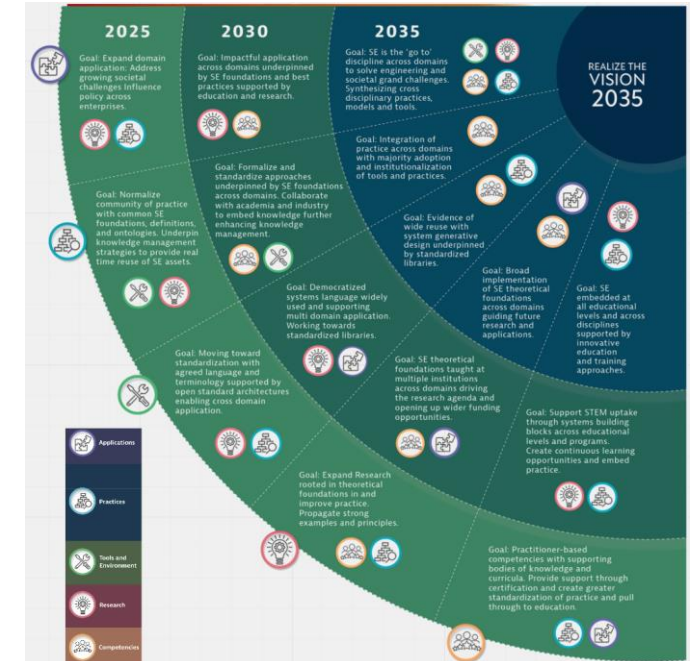 2025
2030
2035
Goal: Expand domain
application: Address
growing societal
challenges Influence
policy across
enterprises.
Goal: Impactful application
across domains
underpinned
by SE foundations and best
practices supported by
education and research.
Goal: SE is the 'go to'
discipline across domains
to solve engineering and
societal grand challenges.
Synthesizing cross
disciplinary practices,
models and tools.
REALIZE THE
VISION
2035
Goal: Normalize
community of practice
with common SE
foundations, definitions,
and ontologies. Underpin
knowledge management
strategies to provide real
time reuse of SE assets.
Goal: Formalize and
standardize approaches
underpinned by SE foundations
across domains. Collaborate
with academia and industry
to embed knowledge further
enhancing knowledge
management.
Goal: Integration of
practice across domains
with majority adoption and
institutionalization
of tools and practices.
Goal: Moving toward
standardization with
agreed language and
terminology supported by
open standard architectures
enabling cross domain
application.
Goal: Democratized
systems language widely
used and supporting
multi domain application.
Working towards
standardized libraries.
Goal: Evidence of
wide reuse with
system generative
design underpinned
by standardized
libraries.
Goal: Expand Research
rooted in theoretical
foundations in and
improve practice.
Propagate strong
examples and principles.
Goal: SE theoretical
foundations taught at
multiple institutions
across domains driving
the research agenda and
opening up wider funding
opportunities.
Goal: Broad
implementation
of SE theoretical
foundations
across domains
guiding future
research and
applications.
Goal: Practitioner-based
competencies with supporting
bodies of knowledge and
curricula. Provide support through
certification and create greater
standardization of practice and pull
through to education.
Goal: Support STEM uptake
through systems building
blocks across educational
levels and programs.
Create continuous learning
opportunities and embed
practice.
Goal: SE
embedded at
all educational
levels and across
disciplines
supported by
innovative
education
and training
approaches.
Applications
Practices
Tools and
Environment
Research
Competencies